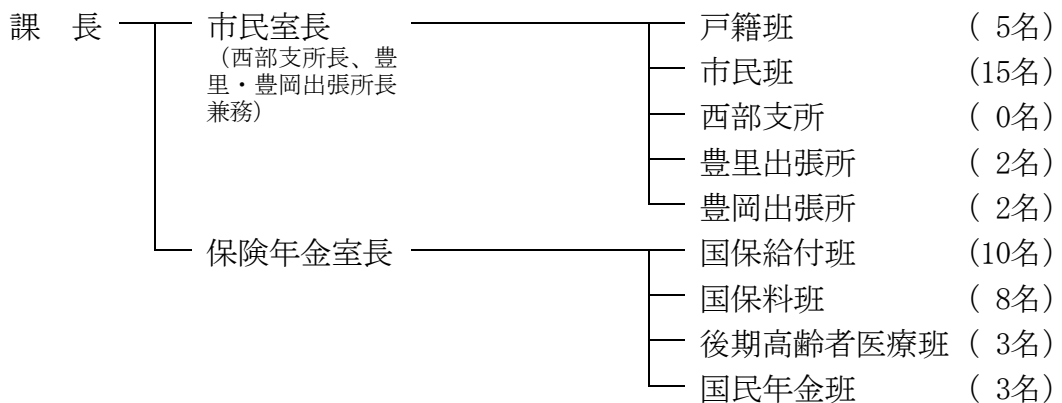 課　長　市民室長　戸籍班　( 5名)
（西部支所長、豊
里・豊岡出張所長
兼務）
市民班　(15名)
西部支所　( 0名)
豊里出張所　( 2名)
豊岡出張所　( 2名)
保険年金室長　国保給付班　(10名)
国保料班　( 8名)
後期高齢者医療班　( 3名)
国民年金班　( 3名)